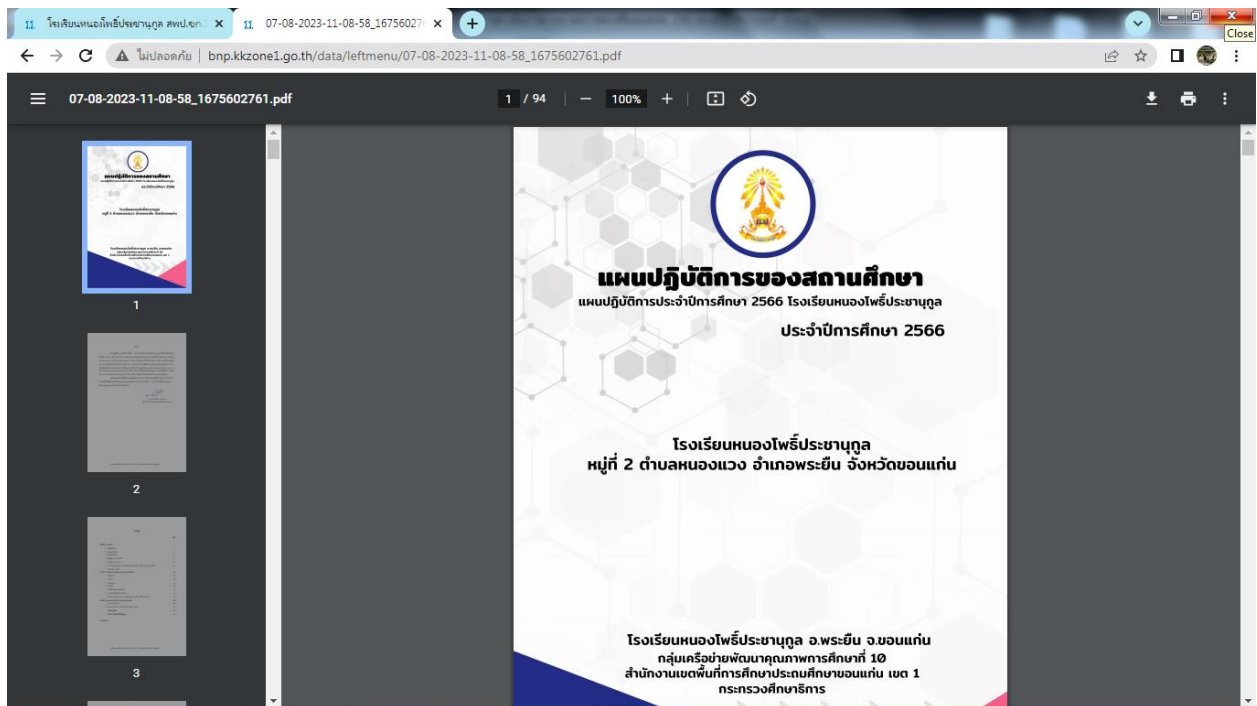 โรงเรียนหนองโพธิ์ประชานุกูล สพป.ขก.
07-08-2023-11-08-58_1675602
Close
ไม่ปลอดภัย | bnp.kkzone1.go.th/data/leftmenu/07-08-2023-11-08-58_1675602761.pdf
07-08-2023-11-08-58_1675602761.pdf
1 / 94
100%
แผนปฏิบัติการของสถานศึกษา
แผนปฏิบัติการประจำปีการศึกษา 2566 โรงเรียนหนองโพธิ์ประชานุกูล
ประจำปีการศึกษา 2566
โรงเรียนหนองโพธิ์ประชานุกูล
หมู่ที่ 2 ตำบลหนองแวง อำเภอพระยืน จังหวัดขอนแก่น
โรงเรียนหนองโพธิ์ประชานุกูล อ.พระยืน จ.ขอนแก่น
กลุ่มเครือข่ายพัฒนาคุณภาพการศึกษาที่ 10
สำนักงานเขตพื้นที่การศึกษาประถมศึกษาขอนแก่น เขต 1
กระทรวงศึกษาธิการ
1
2
3